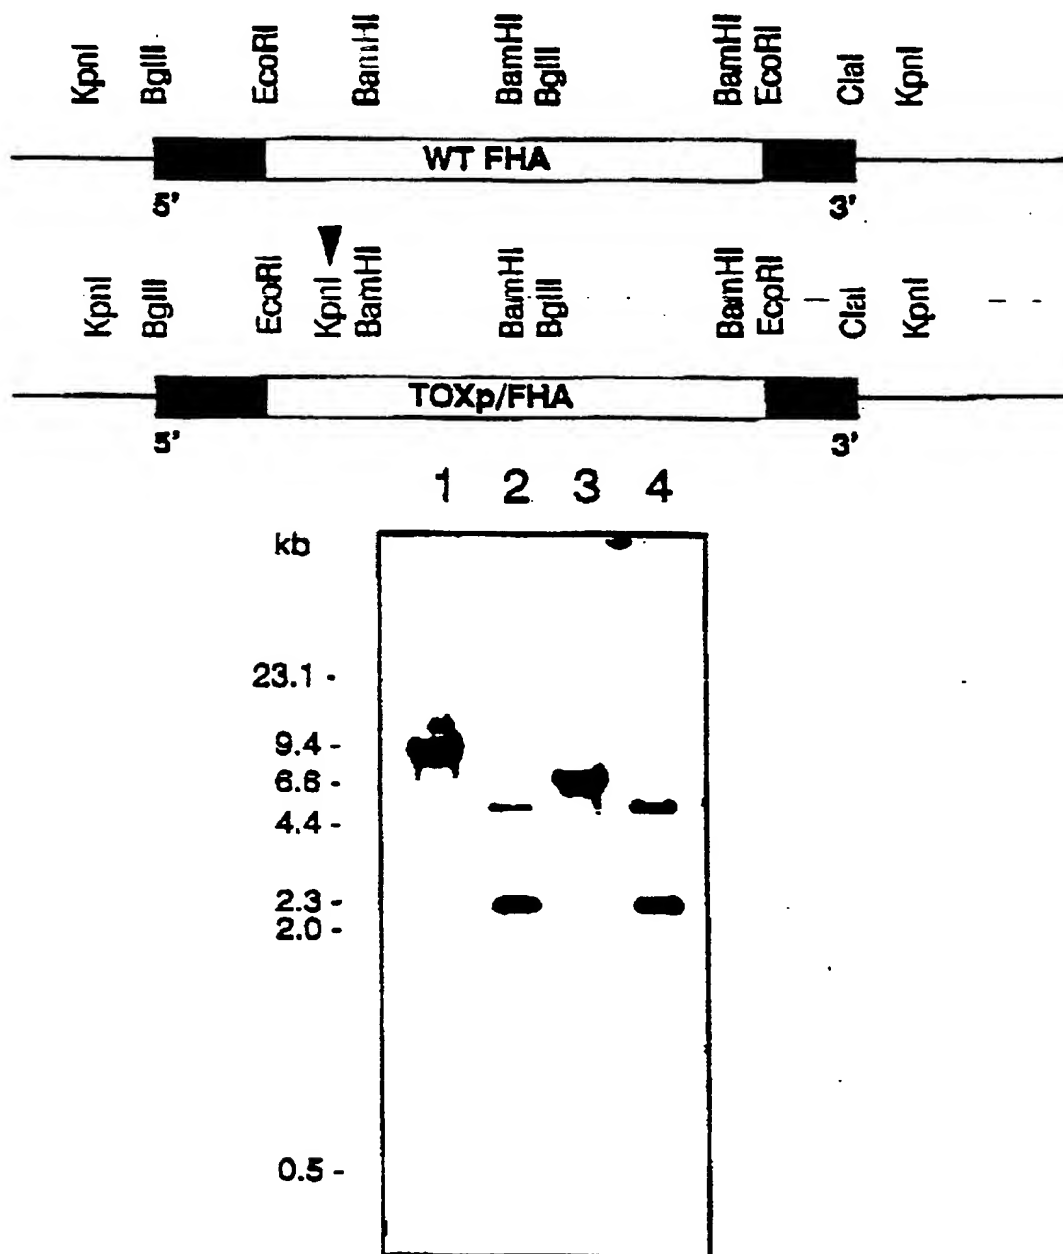 KpnI BglII EcoRI BamHI BamHI BglII BamHI EcoRI ClaI KpnI
WT FHA
5' 3'
KpnI BglII EcoRI KpnI BamHI BamHI BglII BamHI EcoRI ClaI KpnI
TOXp/FHA
5' 3'
1 2 3 4
kb
23.1 -
9.4 -
6.6 -
4.4 -
2.3 -
2.0 -
0.5 -